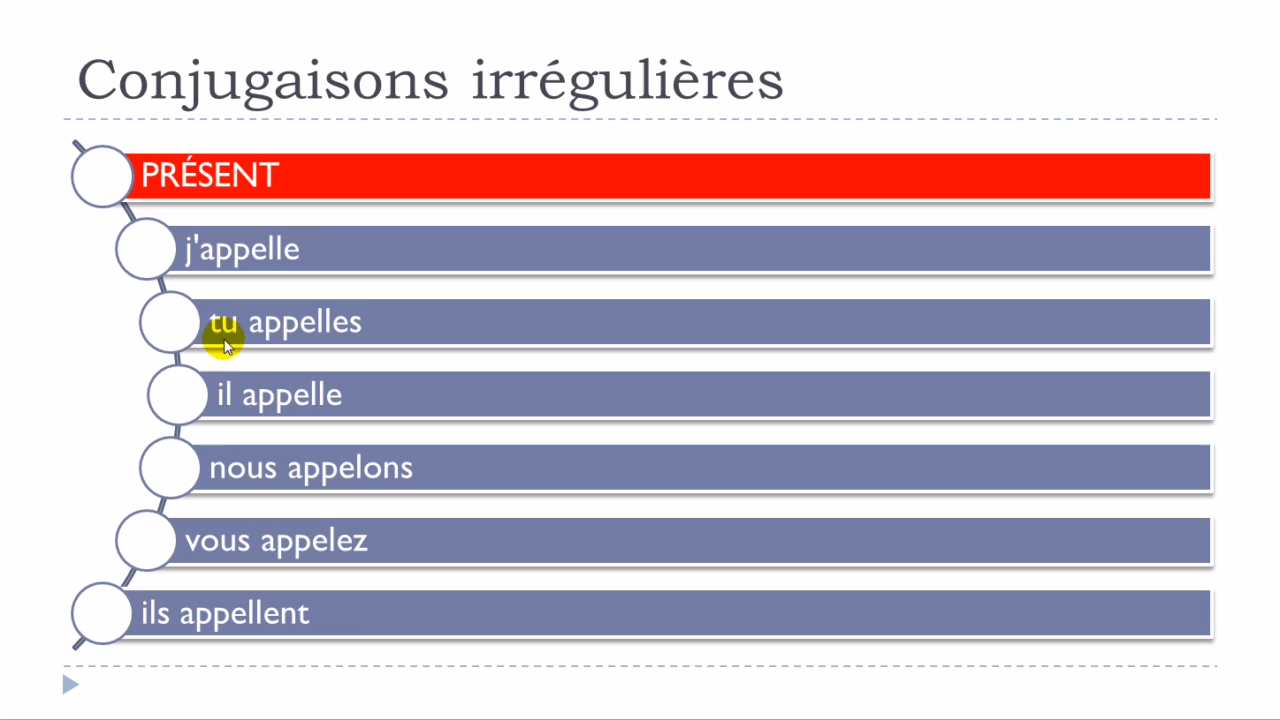 Conjugaisons irrégulières
PRÉSENT
j'appelle
tu appelles
il appelle
nous appelons
vous appelez
ils appellent